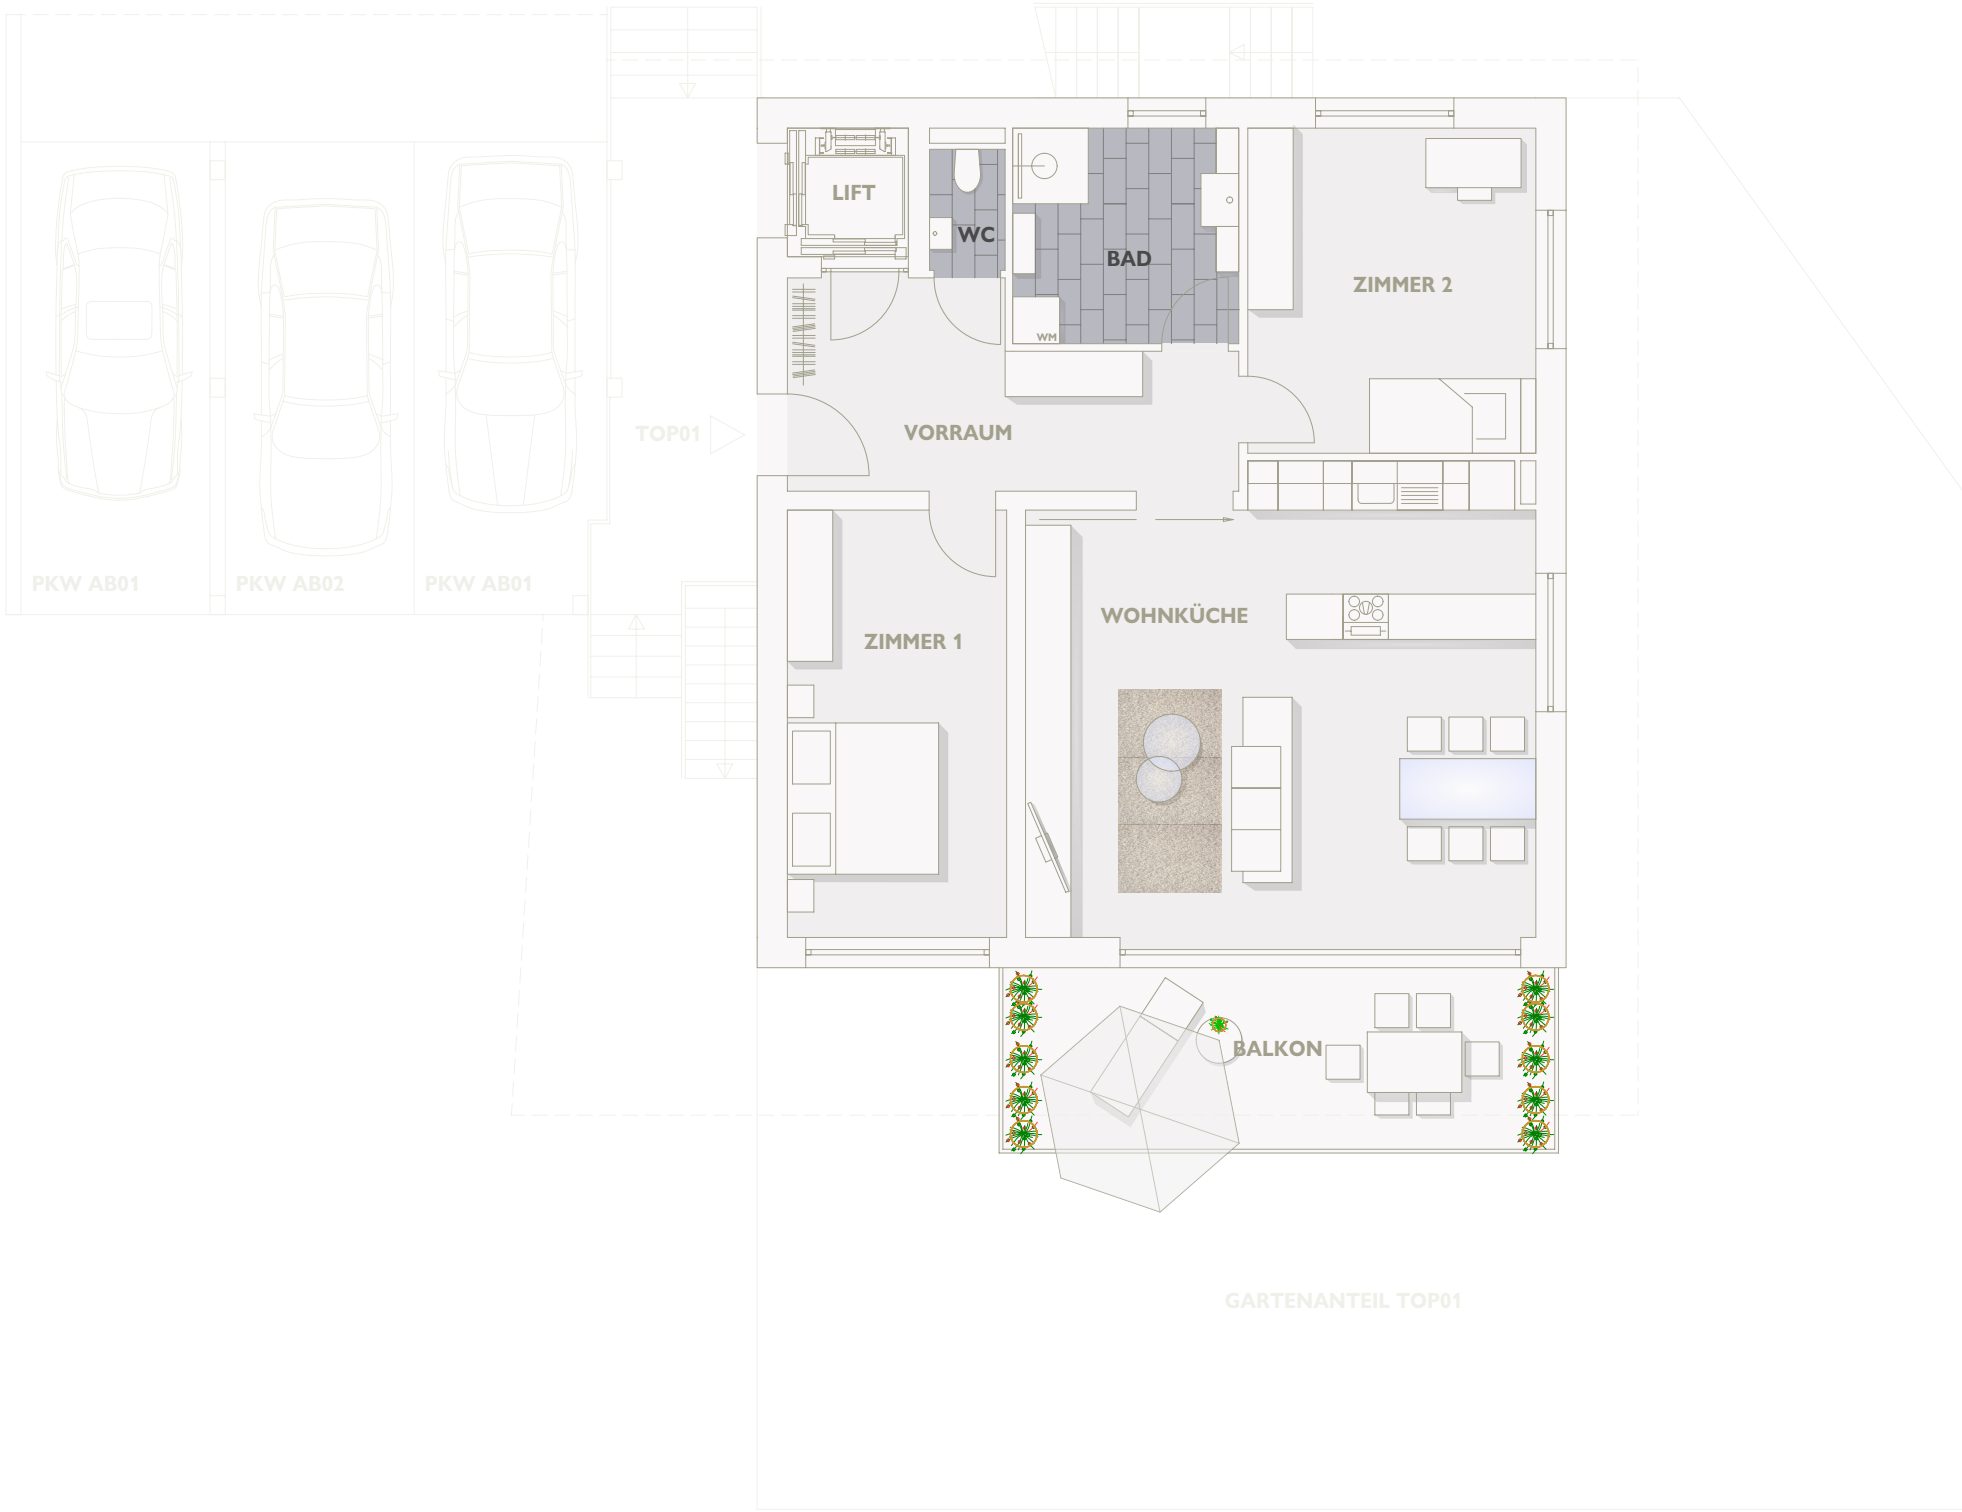 LIFT
WC
BAD
ZIMMER 2
WM
TOP01
VORRAUM
PKW AB01
PKW AB02
PKW AB01
WOHNKÜCHE
ZIMMER 1
BALKON
GARTENANTEIL TOP01